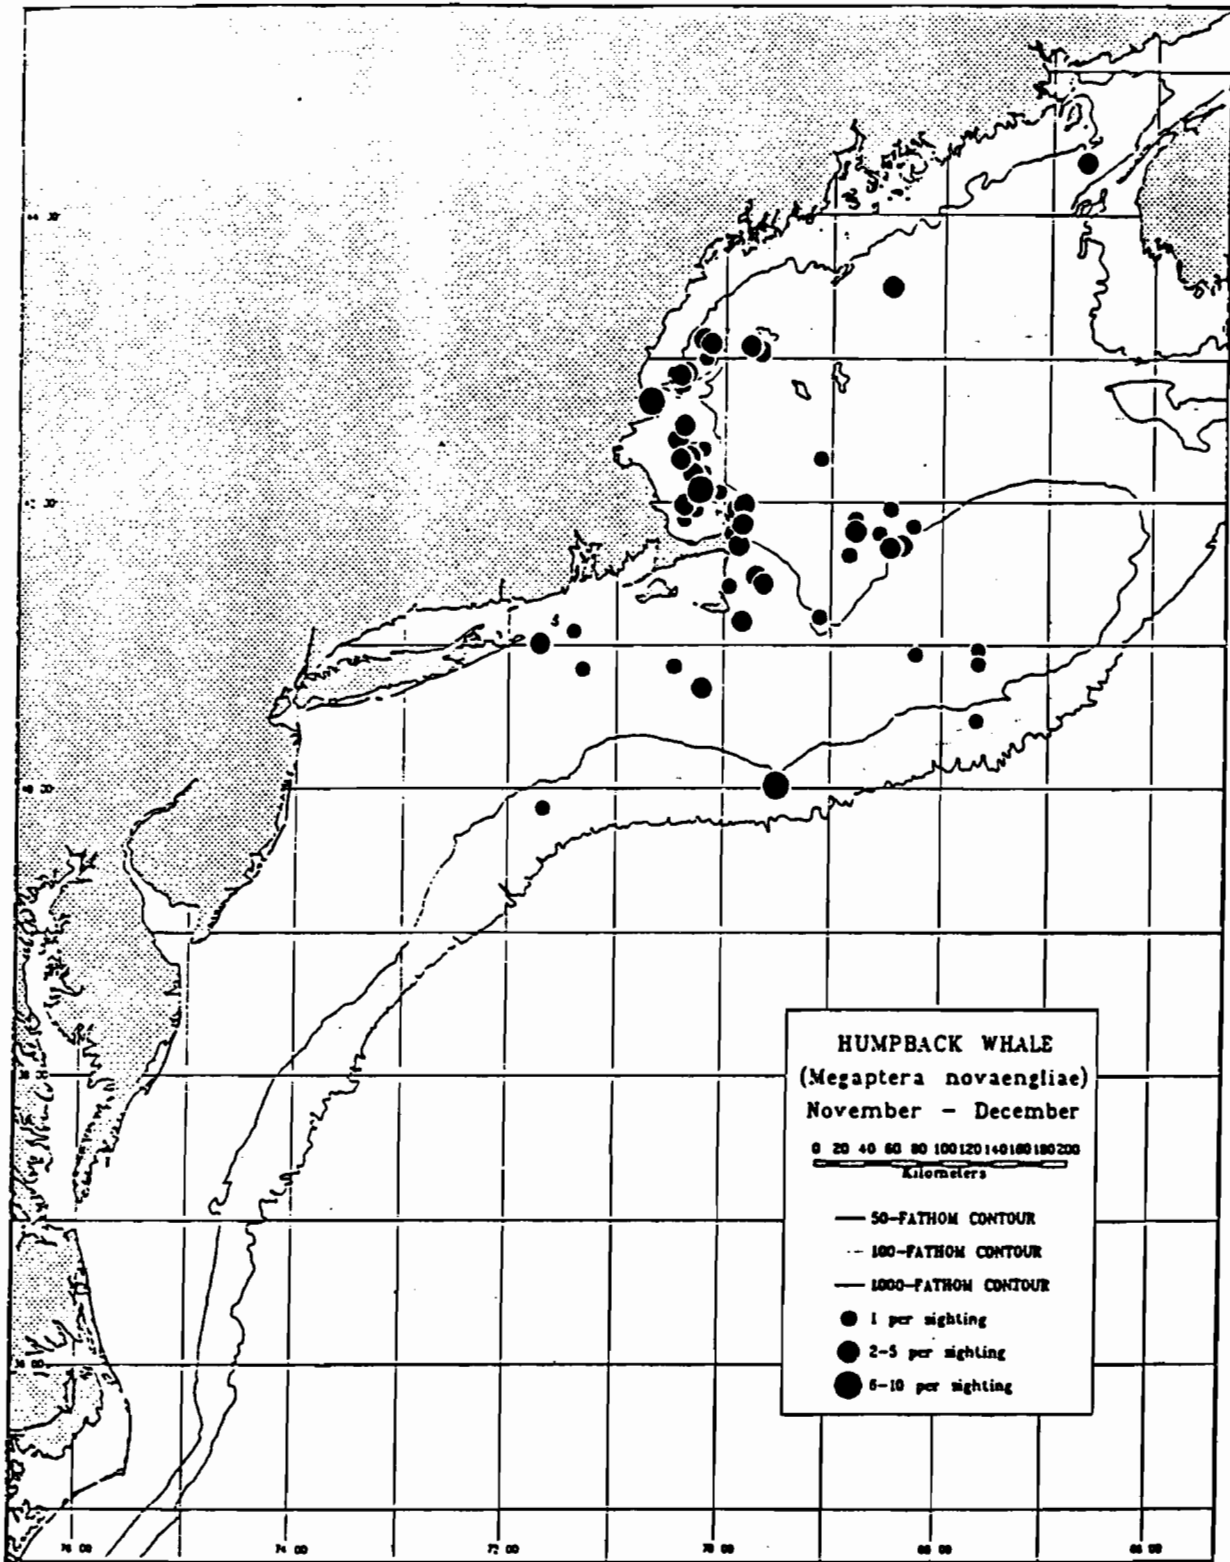 HUMPBACK WHALE
(Megaptera novaengliae)
November - December
0 20 40 60 80 100 120 140 160 180 200
Kilometers
50-FATHOM CONTOUR
100-FATHOM CONTOUR
1000-FATHOM CONTOUR
1 per sighting
2-5 per sighting
6-10 per sighting
76 00 74 00 72 00 70 00 68 00 66 00